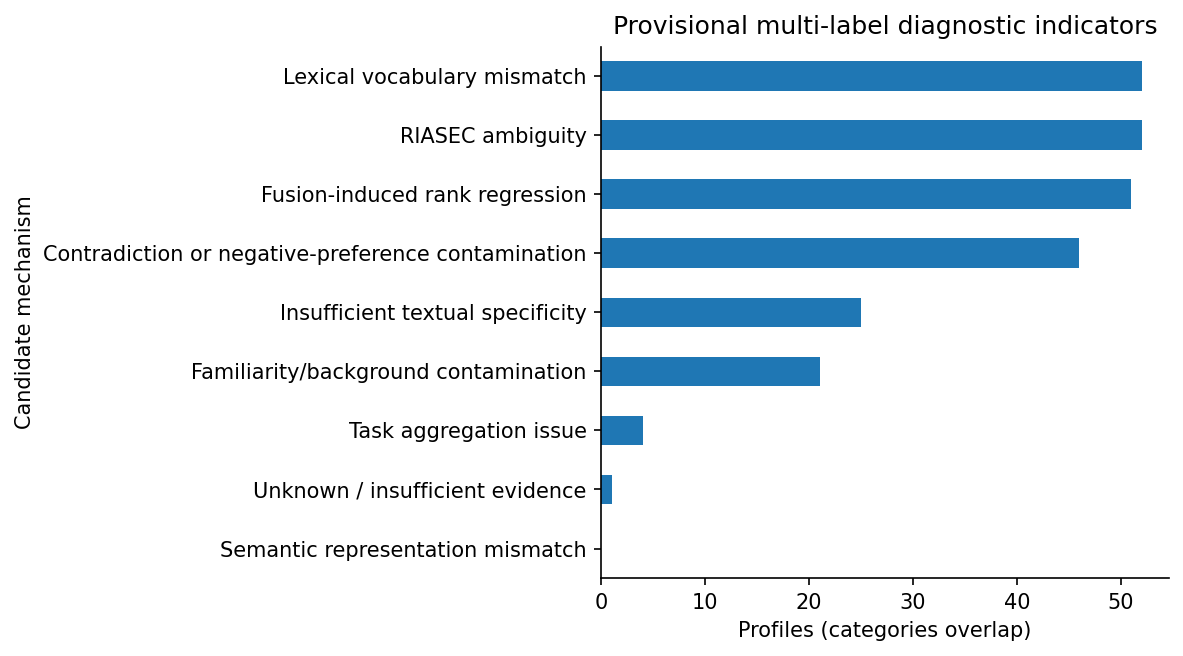 Provisional multi-label diagnostic indicators
Candidate mechanism
Lexical vocabulary mismatch
RIASEC ambiguity
Fusion-induced rank regression
Contradiction or negative-preference contamination
Insufficient textual specificity
Familiarity/background contamination
Task aggregation issue
Unknown / insufficient evidence
Semantic representation mismatch
0 10 20 30 40 50
Profiles (categories overlap)